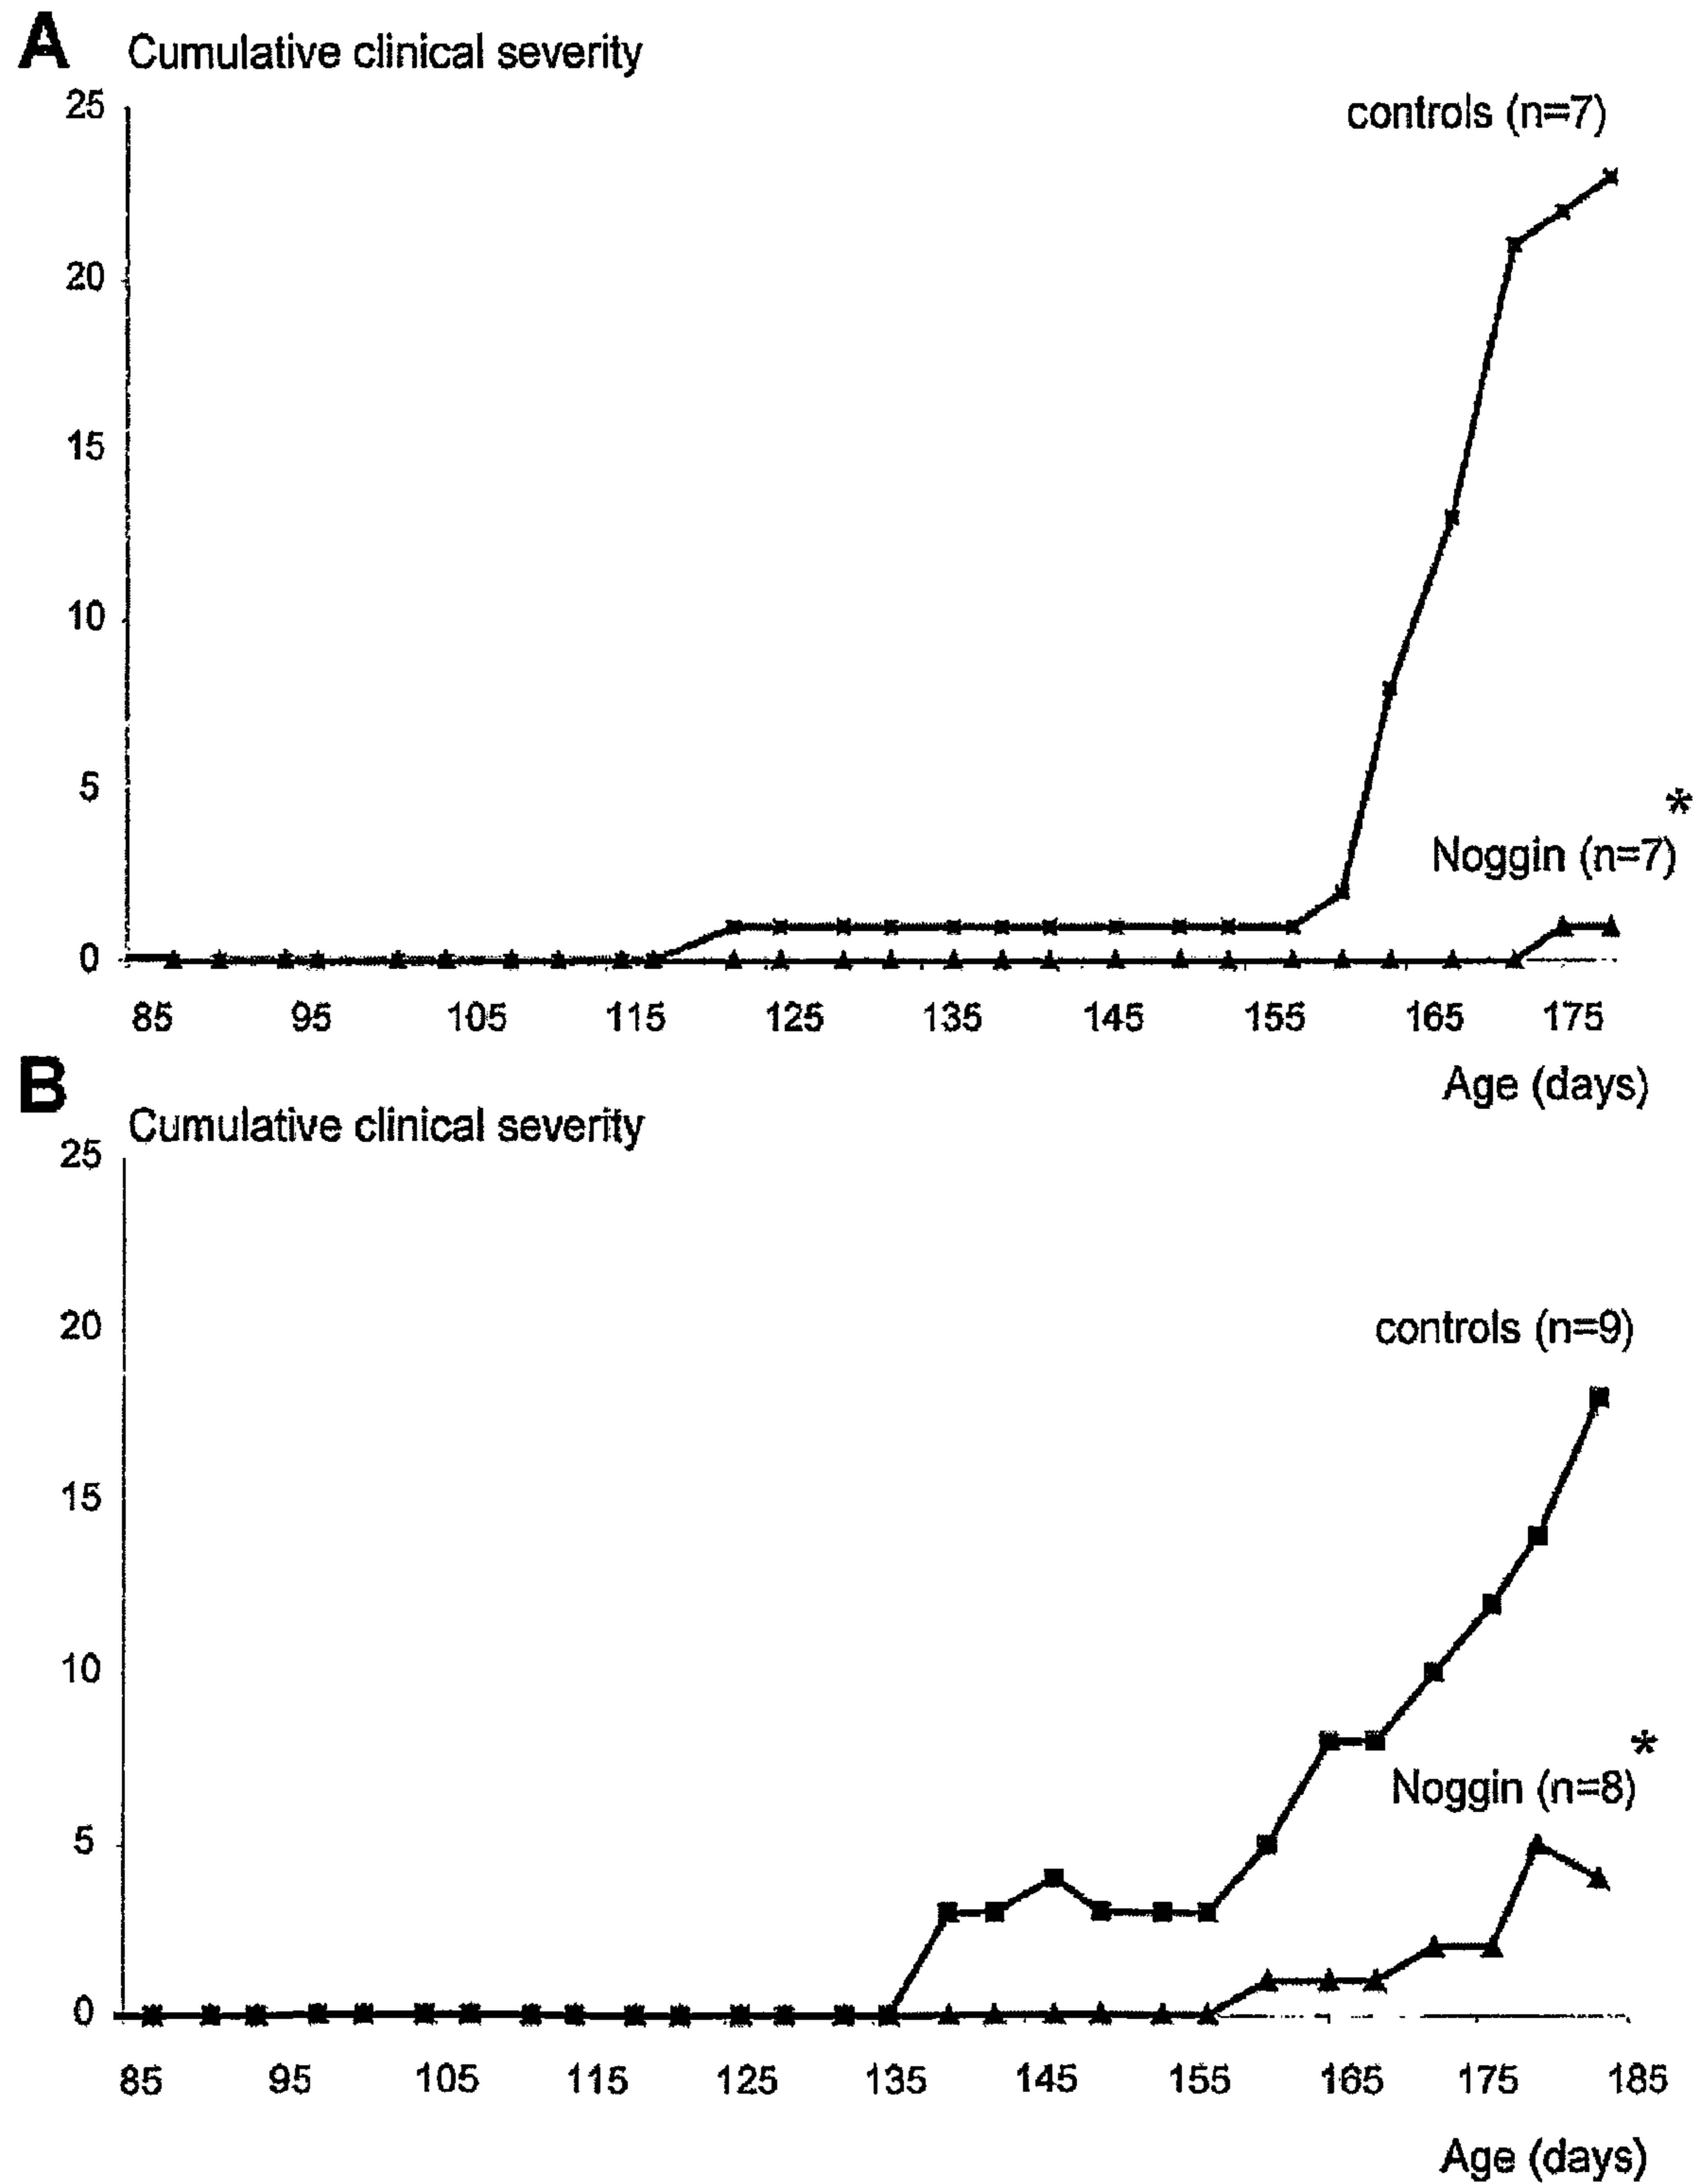 A Cumulative clinical severity
25
controls (n=7)
20
15
10
5
*
Noggin (n=7)
0
85 95 105 115 125 135 145 155 165 175
Age (days)
B
Cumulative clinical severity
25
20
controls (n=9)
15
10
*
Noggin (n=8)
5
0
85 95 105 115 125 135 145 155 165 175 185
Age (days)